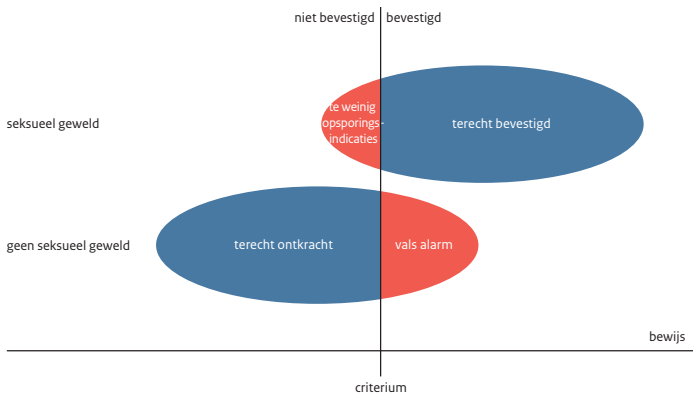 niet bevestigd bevestigd
te weinig
opsporings-
indicaties
seksueel geweld
terecht bevestigd
geen seksueel geweld
terecht ontkracht
vals alarm
bewijs
criterium